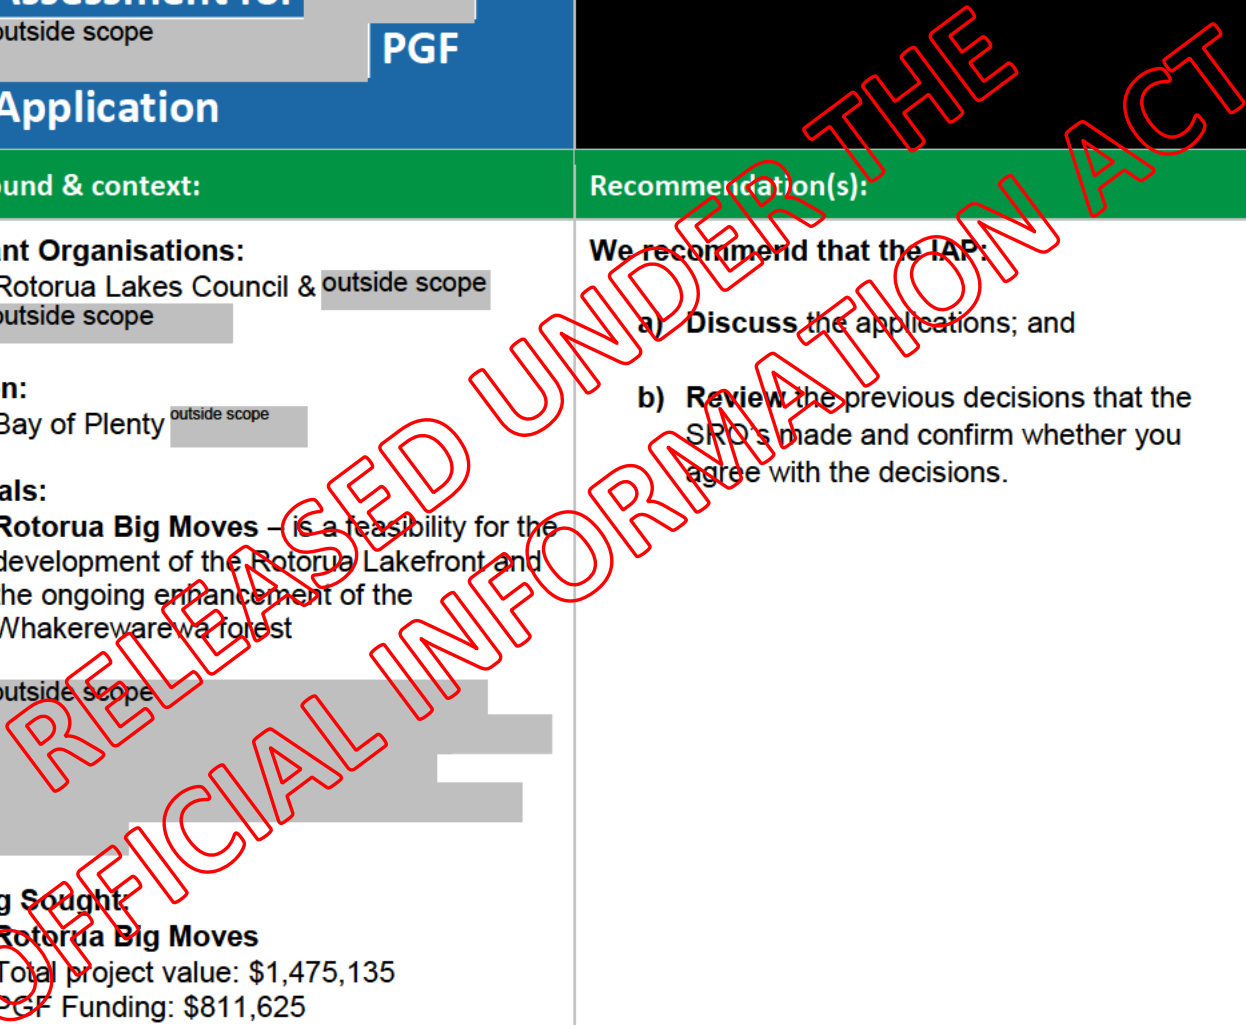 Assessment for
outside scope
PGF
Application
und & context:
nt Organisations:
Rotorua Lakes Council & outside scope
outside scope
n:
Bay of Plenty outside scope
als:
Rotorua Big Moves – is a feasibility for the
development of the Rotorua Lakefront and
the ongoing enhancement of the
Whakerewarewa forest
outside scope
g Sought:
Rotorua Big Moves
Total project value: $1,475,135
PGF Funding: $811,625
Recommendation(s):
We recommend that the IAP:
a) Discuss the applications; and
b) Review the previous decisions that the
SRO's made and confirm whether you
agree with the decisions.
RELEASED UNDER THE
OFFICIAL INFORMATION ACT